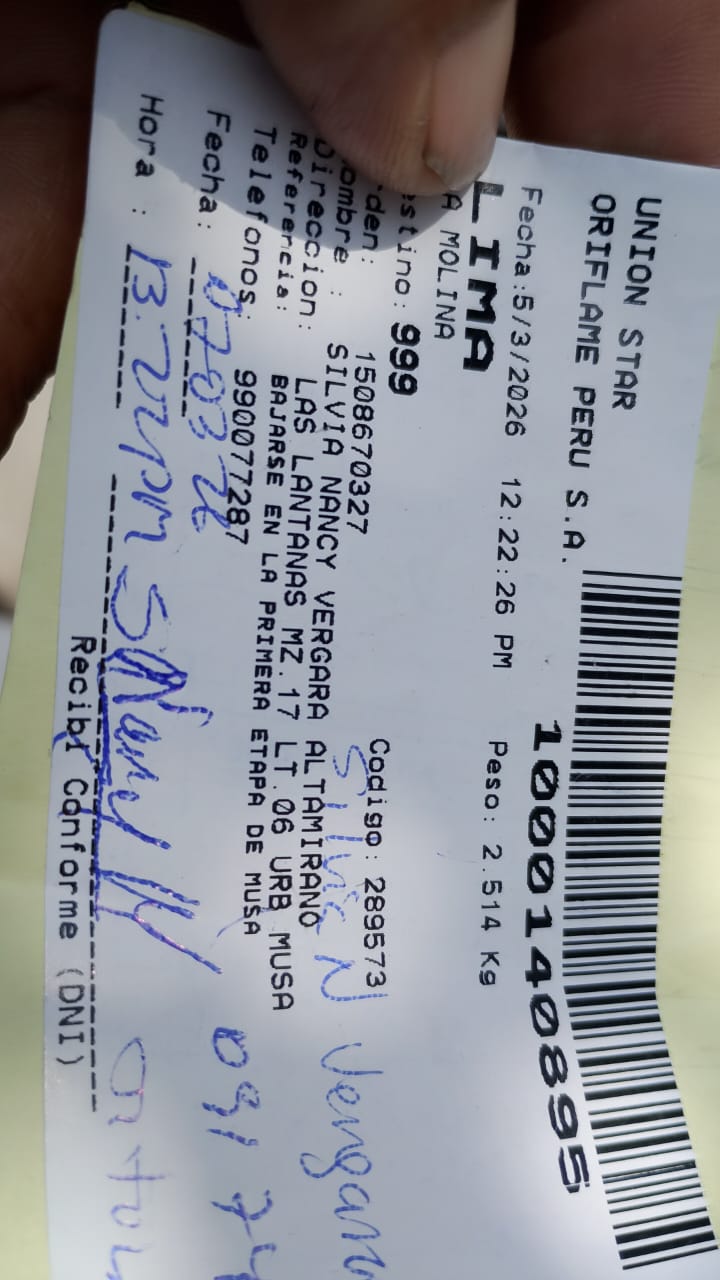 UNION STAR
ORIFLAME PERU S.A.
1000140895
Fecha:5/3/2026 12:22:26 PM Peso: 2.514 Kg
LIMA
A MOLINA
stino: 999
den: 1508670327 Codigo: 289573
ombre : SILVIA NANCY VERGARA ALTAMIRANO
Direccion: LAS LANTANAS MZ.17 LT.06 URB MUSA
Referencia: BAJARSE EN LA PRIMERA ETAPA DE MUSA
Telefonos: 990077287
Silvia N
Fecha:
Hora :
Recibi Conforme (DNI)